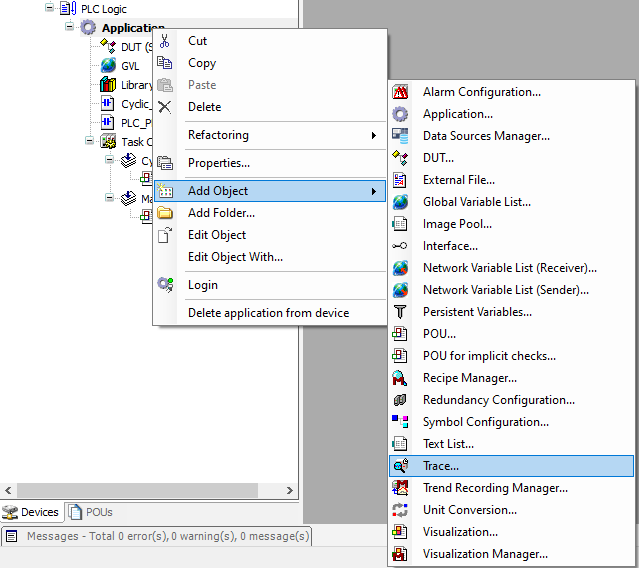 PLC Logic
Application
DUT (S
GVL
Library
Cyclic_
PLC_P
Task C
Cy
Ma
Cut
Copy
Paste
Delete
Refactoring
Properties...
Add Object
Add Folder...
Edit Object
Edit Object With...
Login
Delete application from device
Alarm Configuration...
Application...
Data Sources Manager...
DUT...
External File...
Global Variable List...
Image Pool...
Interface...
Network Variable List (Receiver)...
Network Variable List (Sender)...
Persistent Variables...
POU...
POU for implicit checks...
Recipe Manager...
Redundancy Configuration...
Symbol Configuration...
Text List...
Trace...
Trend Recording Manager...
Unit Conversion...
Visualization...
Visualization Manager...
Devices
POUs
Messages - Total 0 error(s), 0 warning(s), 0 message(s)